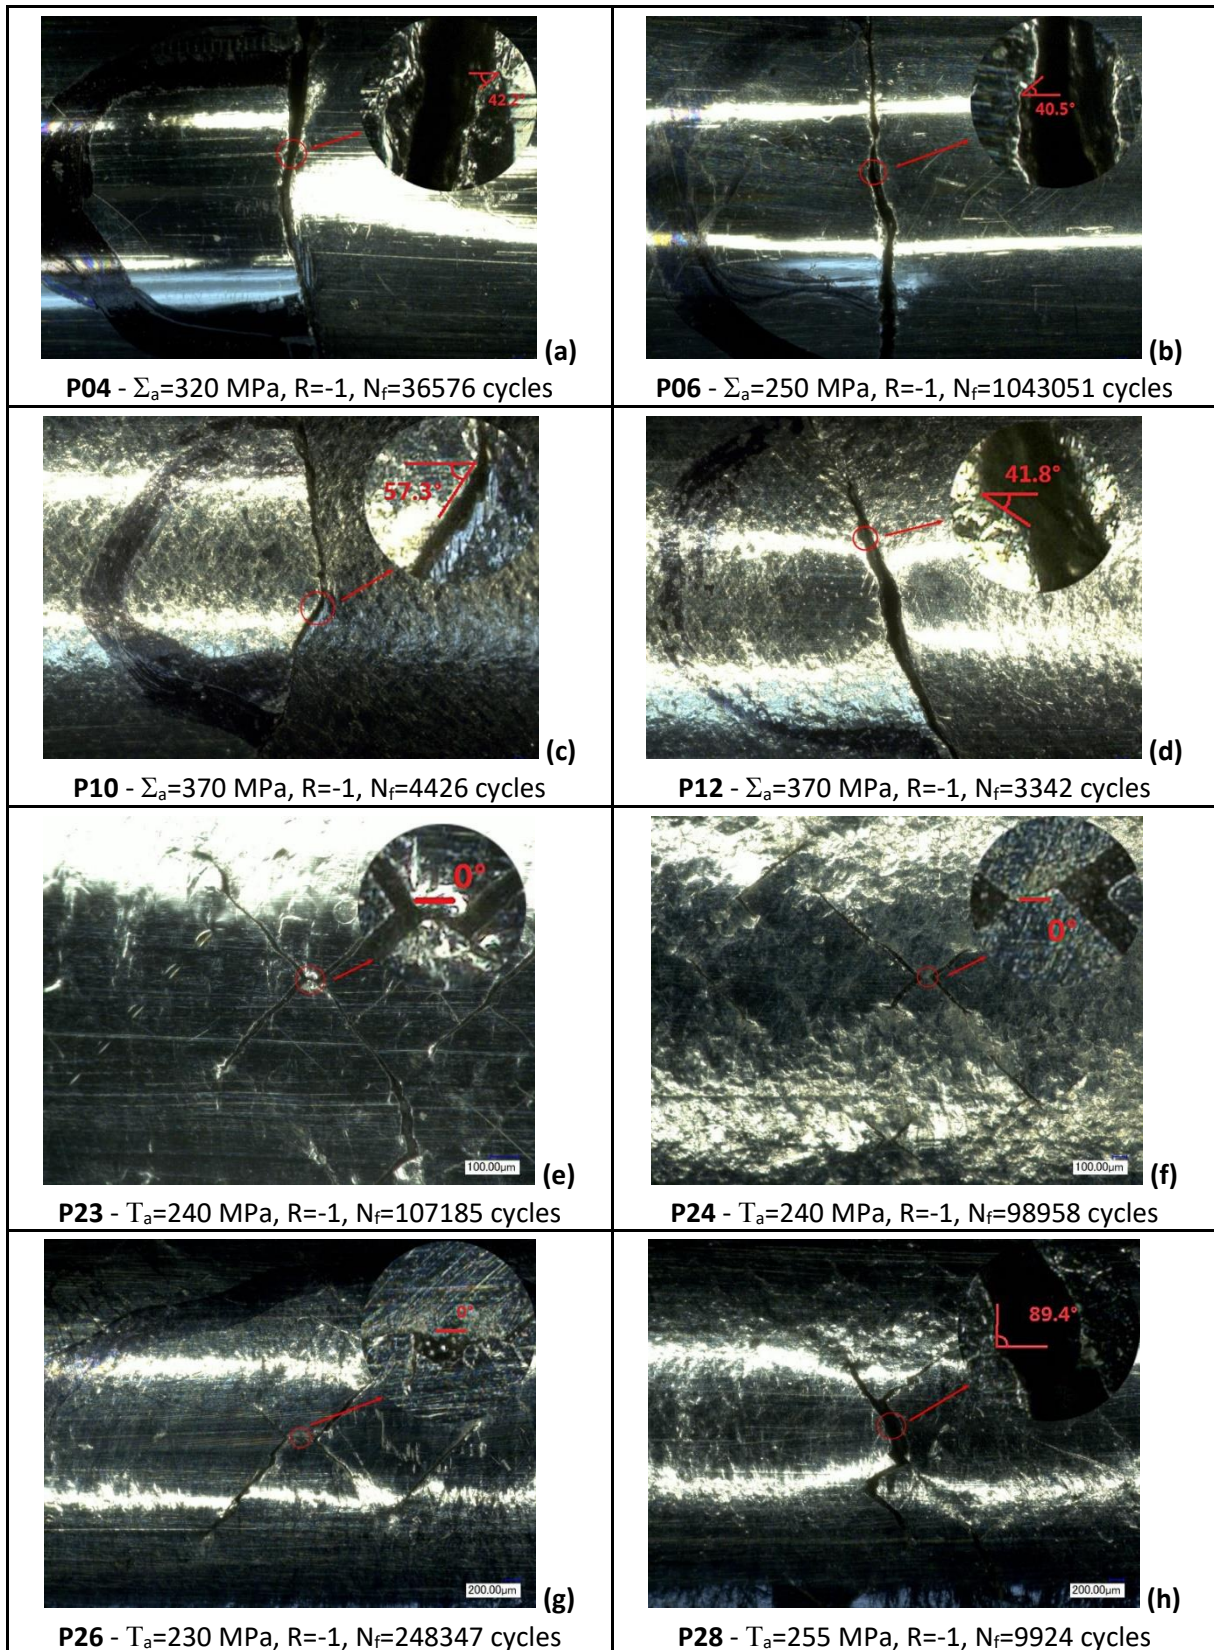 42.2°
(a)
P04 - Σa=320 MPa, R=-1, Nf=36576 cycles
40.5°
(b)
P06 - Σa=250 MPa, R=-1, Nf=1043051 cycles
57.3°
(c)
P10 - Σa=370 MPa, R=-1, Nf=4426 cycles
41.8°
(d)
P12 - Σa=370 MPa, R=-1, Nf=3342 cycles
0°
100.00μm
(e)
P23 - Ta=240 MPa, R=-1, Nf=107185 cycles
0°
100.00μm
(f)
P24 - Ta=240 MPa, R=-1, Nf=98958 cycles
0°
200.00μm
(g)
P26 - Ta=230 MPa, R=-1, Nf=248347 cycles
89.4°
200.00μm
(h)
P28 - Ta=255 MPa, R=-1, Nf=9924 cycles